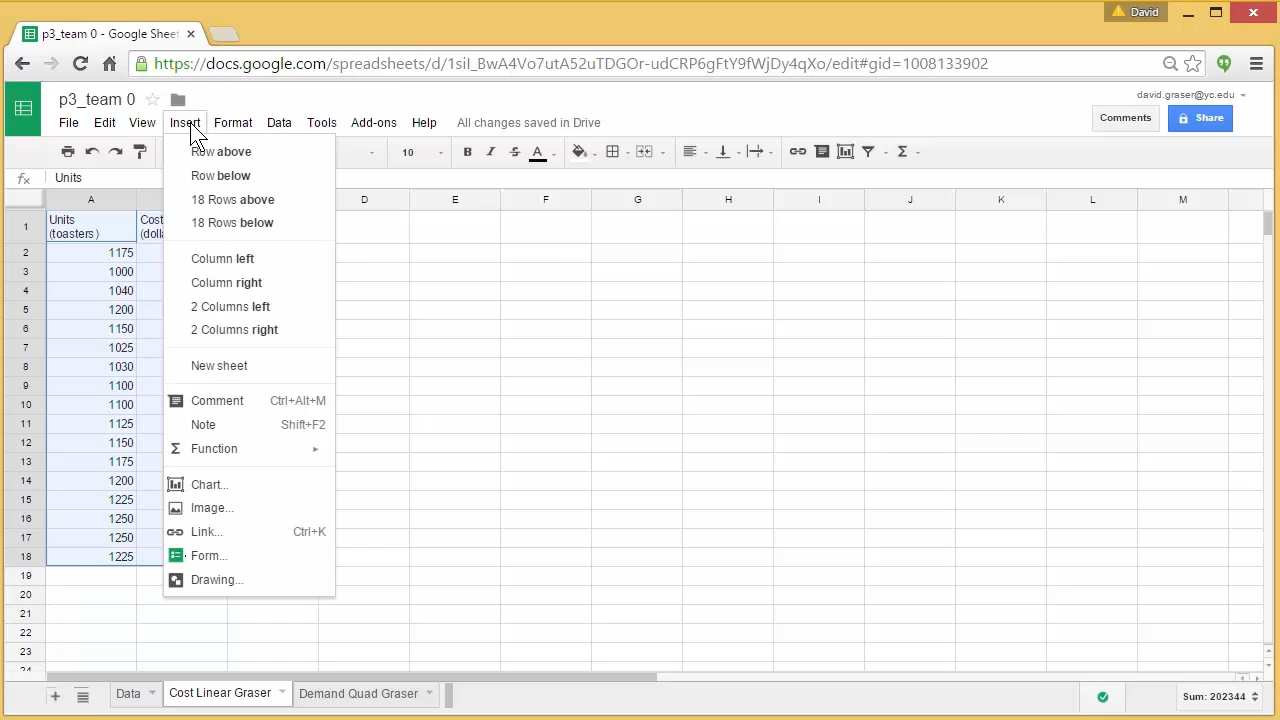 David
p3_team 0 - Google Sheet
https://docs.google.com/spreadsheets/d/1sil_BwA4Vo7utA52uTDGOr-udCRP6gFtY9fWjDy4qXo/edit#gid=1008133902
p3_team 0
david.graser@yc.edu
File Edit View Insert Format Data Tools Add-ons Help All changes saved in Drive
Comments Share
10 B I S A Σ
fx Units
A D E F G H I J K L M
1 Units
(toasters)
Cost
(dolla
2 1175
3 1000
4 1040
5 1200
6 1150
7 1025
8 1030
9 1100
10 1100
11 1125
12 1150
13 1175
14 1200
15 1225
16 1250
17 1250
18 1225
19
20
21
22
23
24
Row above
Row below
18 Rows above
18 Rows below
Column left
Column right
2 Columns left
2 Columns right
New sheet
Comment Ctrl+Alt+M
Note Shift+F2
Σ Function
Chart...
Image...
Link... Ctrl+K
Form...
Drawing...
+ Data Cost Linear Graser Demand Quad Graser Sum: 202344